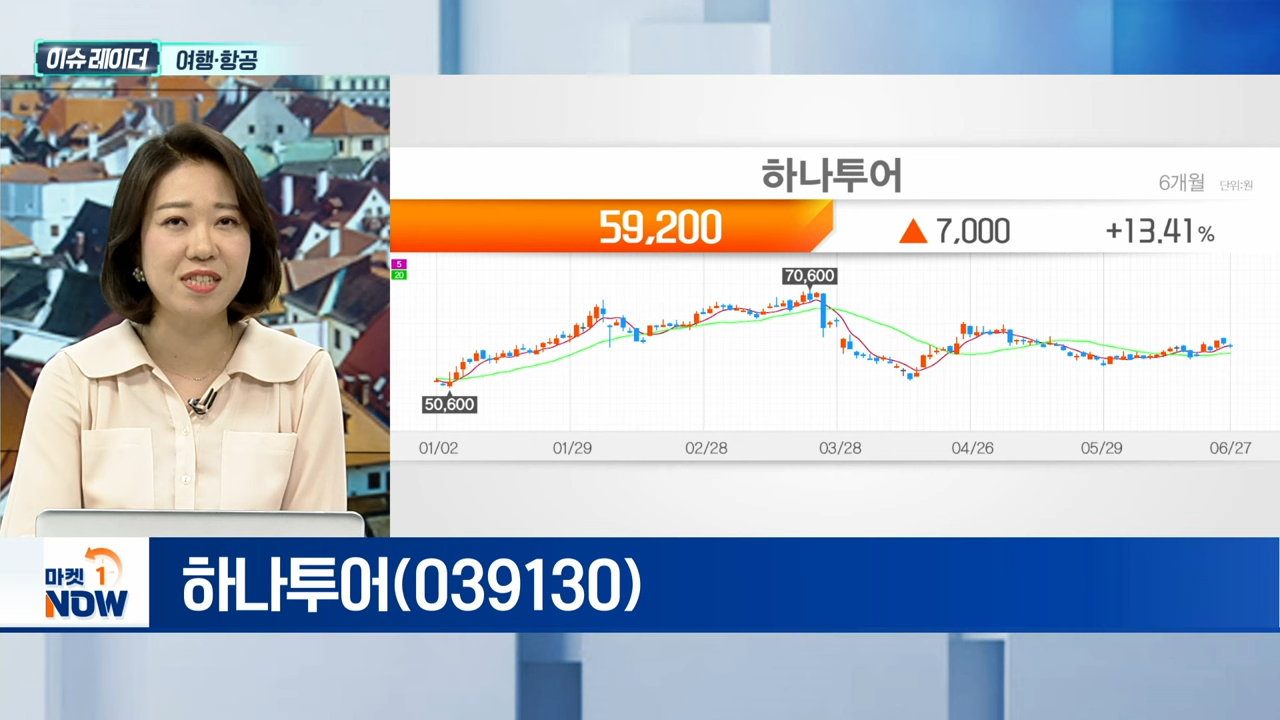 이슈레이더 여행·항공
하나투어
6개월 단위:원
59,200 ▲ 7,000 +13.41%
5
20
70,600
50,600
01/02 01/29 02/28 03/28 04/26 05/29 06/27
마켓 1
NOW
하나투어(039130)